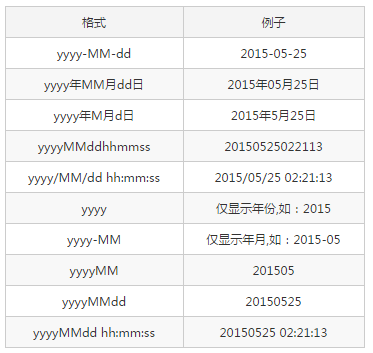 格式 例子
yyyy-MM-dd 2015-05-25
yyyy年MM月dd日 2015年05月25日
yyyy年M月d日 2015年5月25日
yyyyMMddhhmmss 20150525022113
yyyy/MM/dd hh:mm:ss 2015/05/25 02:21:13
yyyy 仅显示年份,如：2015
yyyy-MM 仅显示年月,如：2015-05
yyyyMM 201505
yyyyMMdd 20150525
yyyyMMdd hh:mm:ss 20150525 02:21:13